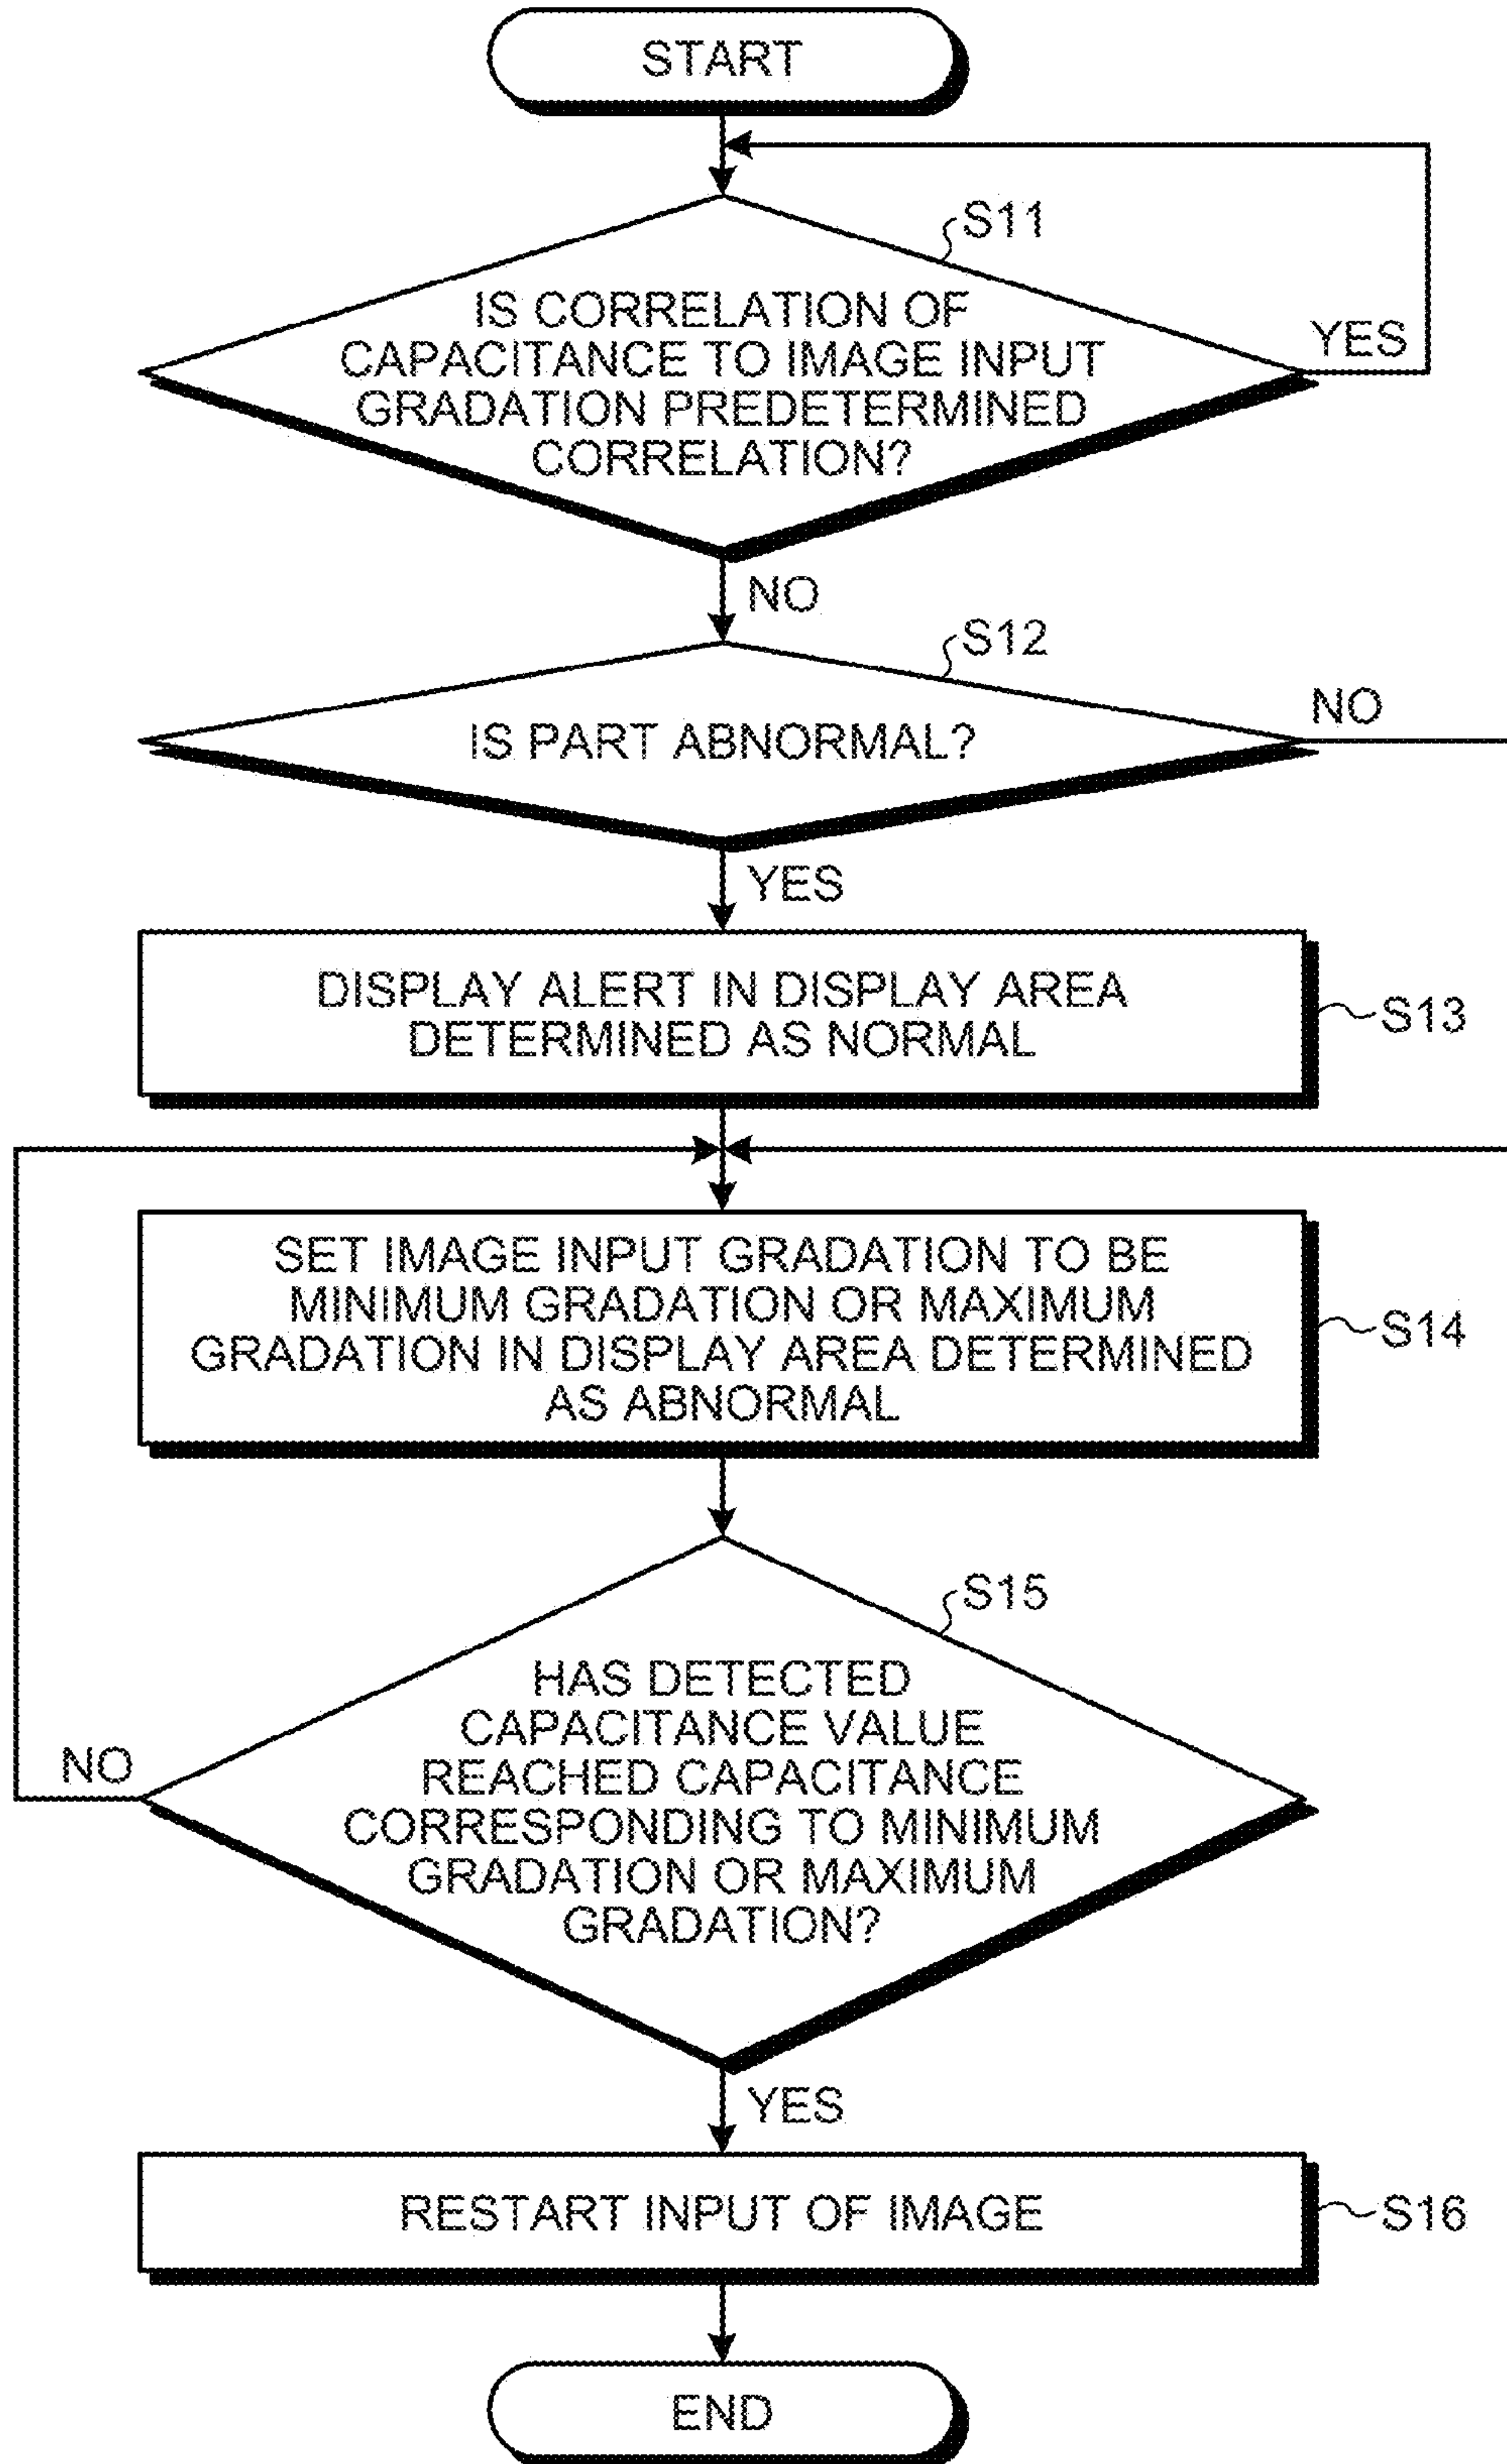 START
S11
IS CORRELATION OF
CAPACITANCE TO IMAGE INPUT
GRADATION PREDETERMINED
CORRELATION?
YES
NO
S12
IS PART ABNORMAL?
NO
YES
DISPLAY ALERT IN DISPLAY AREA
DETERMINED AS NORMAL
S13
SET IMAGE INPUT GRADATION TO BE
MINIMUM GRADATION OR MAXIMUM
GRADATION IN DISPLAY AREA DETERMINED
AS ABNORMAL
S14
S15
HAS DETECTED
CAPACITANCE VALUE
REACHED CAPACITANCE
CORRESPONDING TO MINIMUM
GRADATION OR MAXIMUM
GRADATION?
NO
YES
RESTART INPUT OF IMAGE
S16
END